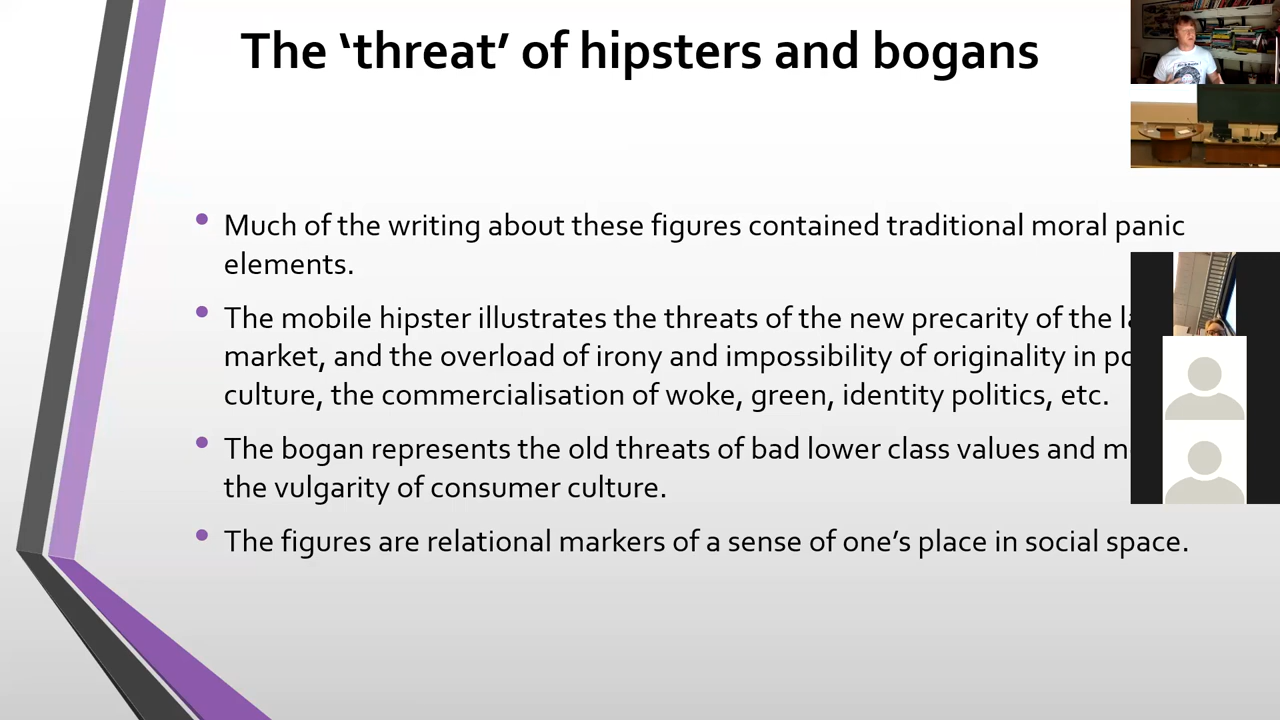 The ‘threat’ of hipsters and bogans
Much of the writing about these figures contained traditional moral panic
elements.
The mobile hipster illustrates the threats of the new precarity of the
market, and the overload of irony and impossibility of originality in
culture, the commercialisation of woke, green, identity politics, etc.
The bogan represents the old threats of bad lower class values and
the vulgarity of consumer culture.
The figures are relational markers of a sense of one’s place in social space.